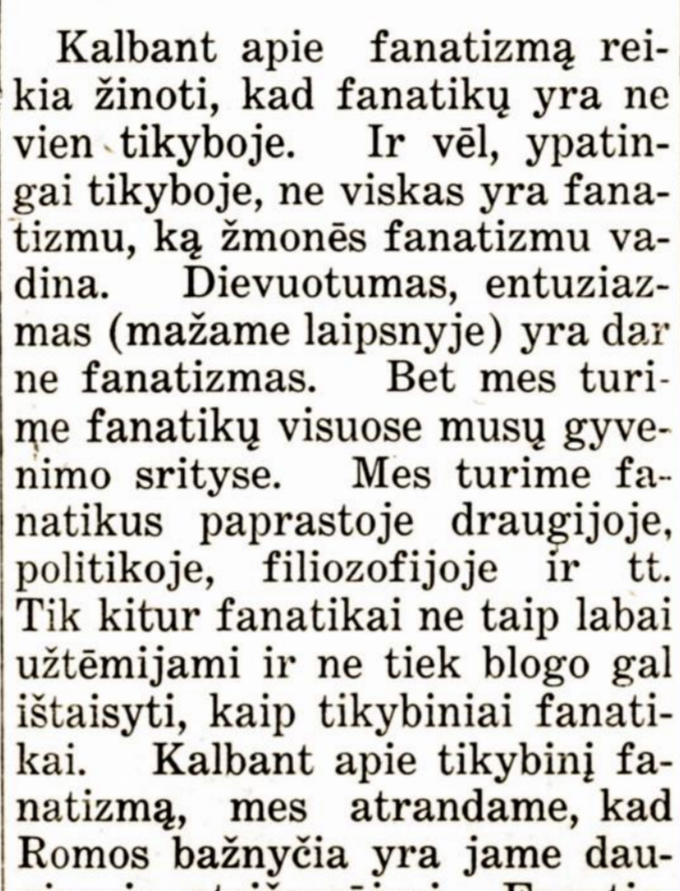 Kalbant apie fanatizmą rei-
kia žinoti, kad fanatikų yra ne
vien tikyboje. Ir vēl, ypatin-
gai tikyboje, ne viskas yra fana-
tizmu, ką žmonēs fanatizmu va-
dina. Dievuotumas, entuziaz-
mas (mažame laipsnyje) yra dar
ne fanatizmas. Bet mes turi-
me fanatikų visuose musų gyve-
nimo srityse. Mes turime fa-
natikus paprastoje draugijoje,
politikoje, filiozofijoje ir tt.
Tik kitur fanatikai ne taip labai
užtēmijami ir ne tiek blogo gal
ištaisyti, kaip tikybiniai fanati-
kai. Kalbant apie tikybinį fa-
natizmą, mes atrandame, kad
Romos bažnyčia yra jame dau-